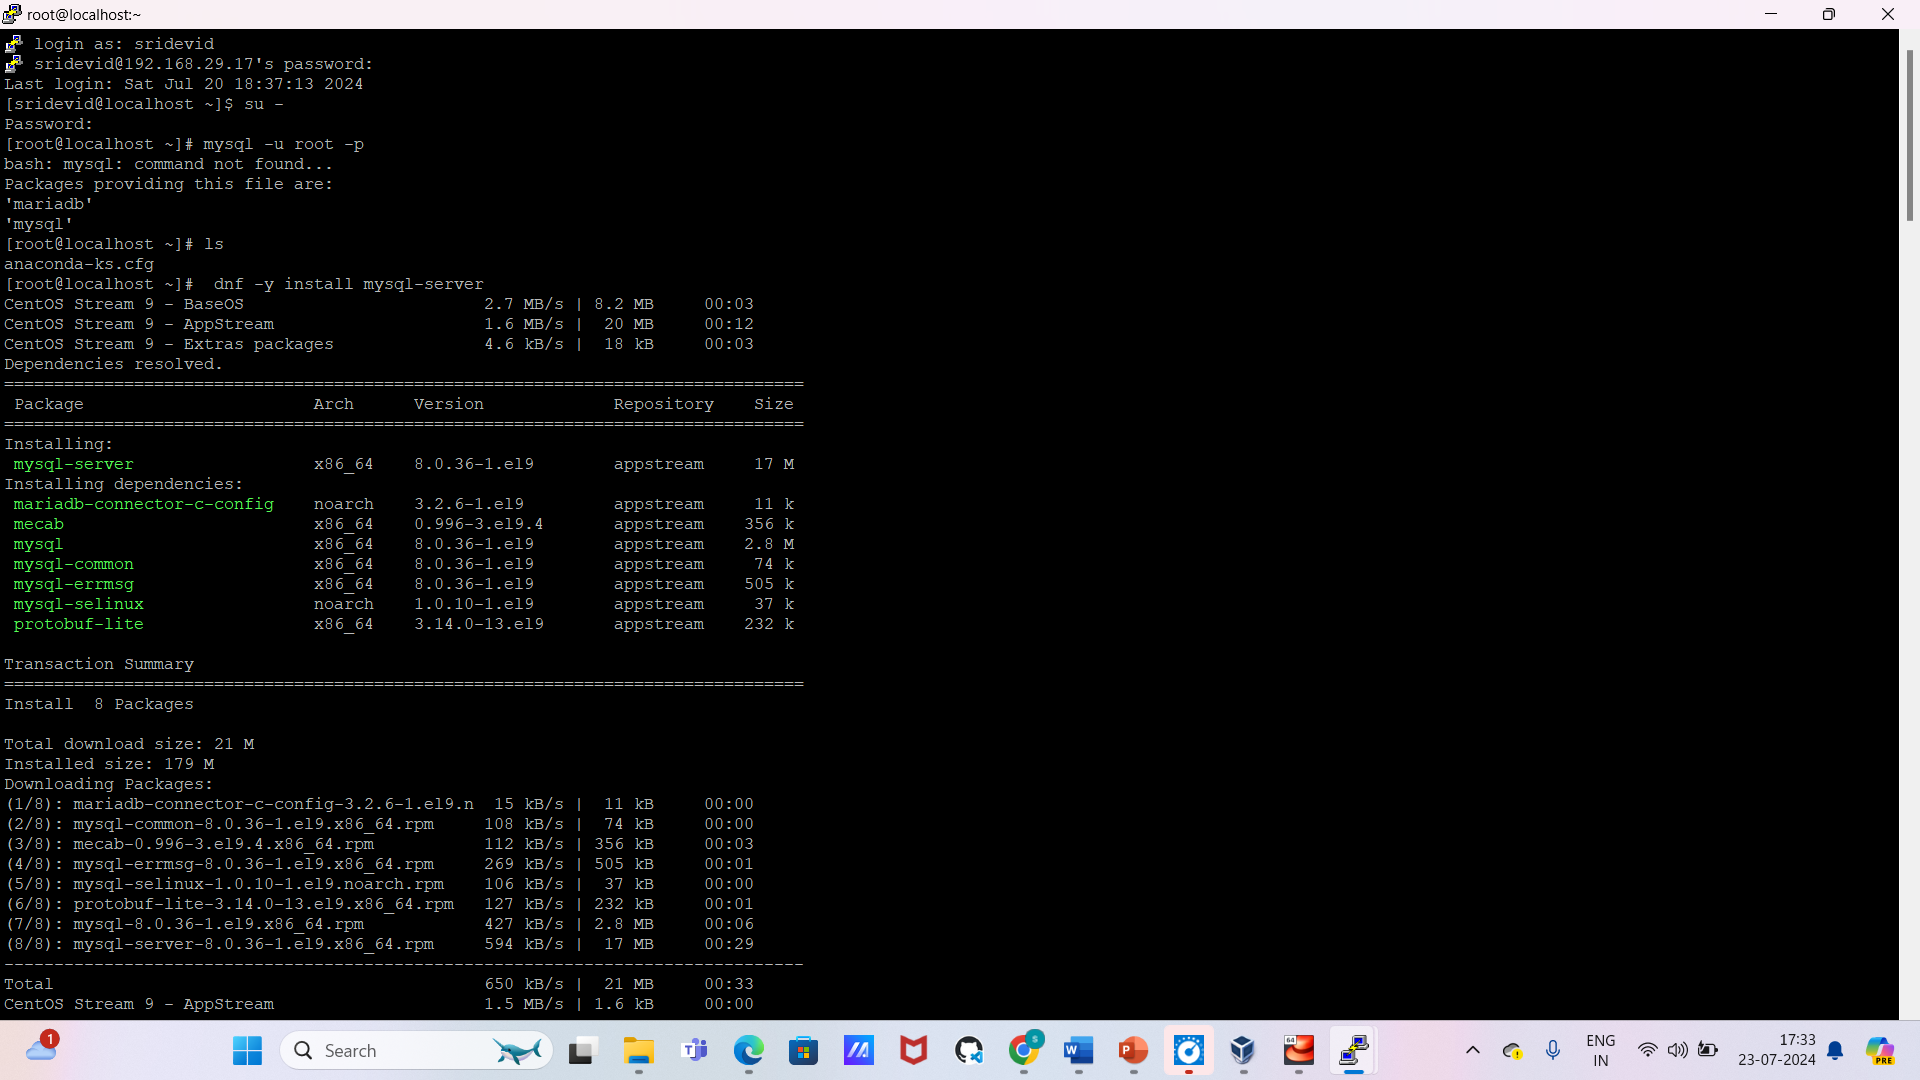 root@localhost:~
login as: sridevid
sridevid@192.168.29.17's password:
Last login: Sat Jul 20 18:37:13 2024
[sridevid@localhost ~]$ su -
Password:
[root@localhost ~]# mysql -u root -p
bash: mysql: command not found...
Packages providing this file are:
'mariadb'
'mysql'
[root@localhost ~]# ls
anaconda-ks.cfg
[root@localhost ~]#  dnf -y install mysql-server
CentOS Stream 9 - BaseOS                        2.7 MB/s | 8.2 MB     00:03
CentOS Stream 9 - AppStream                     1.6 MB/s |  20 MB     00:12
CentOS Stream 9 - Extras packages               4.6 kB/s |  18 kB     00:03
Dependencies resolved.
================================================================================
 Package                       Arch      Version             Repository    Size
================================================================================
Installing:
 mysql-server                  x86_64    8.0.36-1.el9        appstream     17 M
Installing dependencies:
 mariadb-connector-c-config    noarch    3.2.6-1.el9         appstream     11 k
 mecab                         x86_64    0.996-3.el9.4       appstream    356 k
 mysql                         x86_64    8.0.36-1.el9        appstream    2.8 M
 mysql-common                  x86_64    8.0.36-1.el9        appstream     74 k
 mysql-errmsg                  x86_64    8.0.36-1.el9        appstream    505 k
 mysql-selinux                 noarch    1.0.10-1.el9        appstream     37 k
 protobuf-lite                 x86_64    3.14.0-13.el9       appstream    232 k
Transaction Summary
================================================================================
Install  8 Packages
Total download size: 21 M
Installed size: 179 M
Downloading Packages:
(1/8): mariadb-connector-c-config-3.2.6-1.el9.n  15 kB/s |  11 kB     00:00
(2/8): mysql-common-8.0.36-1.el9.x86_64.rpm     108 kB/s |  74 kB     00:00
(3/8): mecab-0.996-3.el9.4.x86_64.rpm           112 kB/s | 356 kB     00:03
(4/8): mysql-errmsg-8.0.36-1.el9.x86_64.rpm     269 kB/s | 505 kB     00:01
(5/8): mysql-selinux-1.0.10-1.el9.noarch.rpm    106 kB/s |  37 kB     00:00
(6/8): protobuf-lite-3.14.0-13.el9.x86_64.rpm   127 kB/s | 232 kB     00:01
(7/8): mysql-8.0.36-1.el9.x86_64.rpm            427 kB/s | 2.8 MB     00:06
(8/8): mysql-server-8.0.36-1.el9.x86_64.rpm     594 kB/s |  17 MB     00:29
--------------------------------------------------------------------------------
Total                                           650 kB/s |  21 MB     00:33
CentOS Stream 9 - AppStream                     1.5 MB/s | 1.6 kB     00:00
1
Search
S
W
P
64
ENG
IN
17:33
23-07-2024
PRE